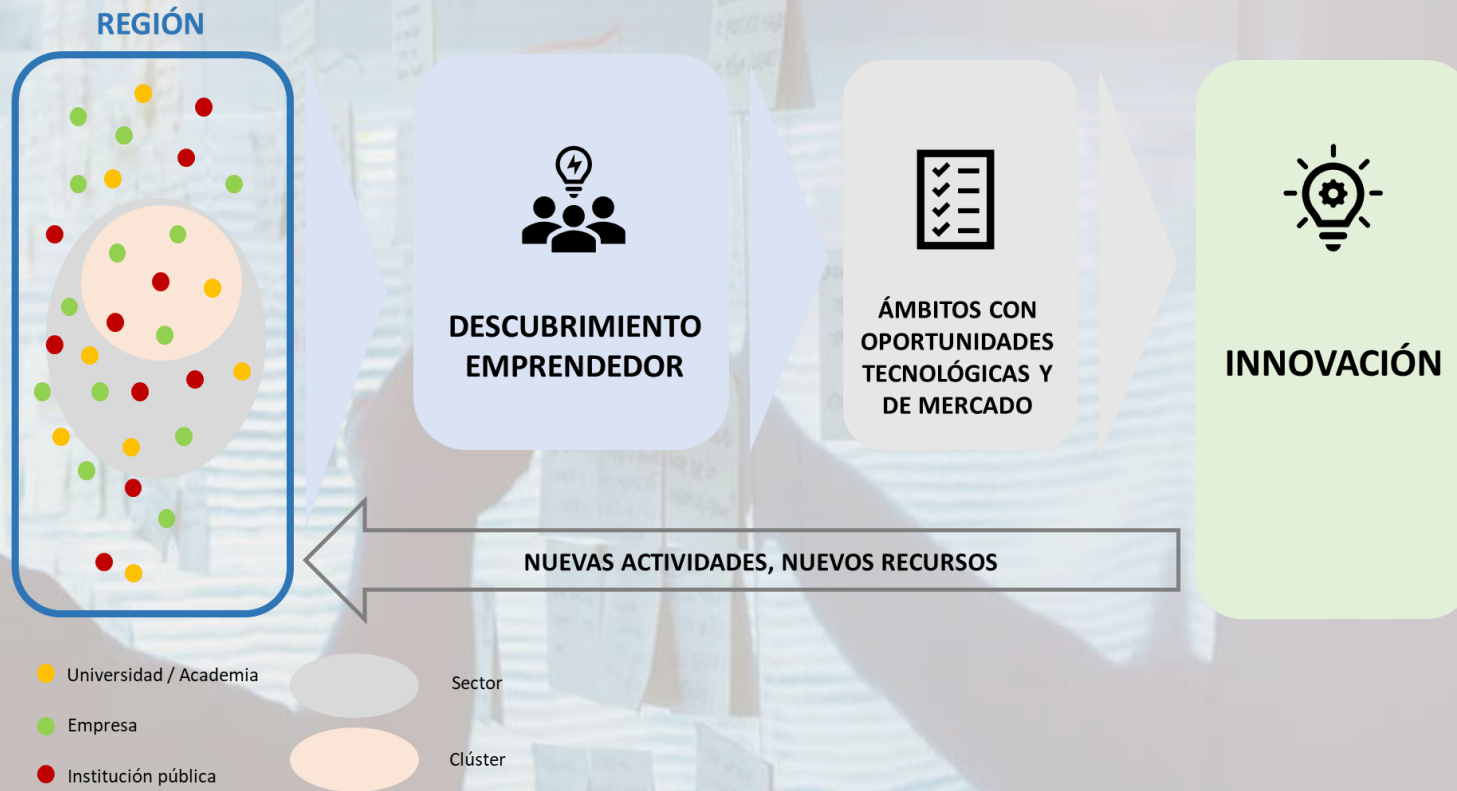 REGIÓN
DESCUBRIMIENTO
EMPRENDEDOR
ÁMBITOS CON
OPORTUNIDADES
TECNOLÓGICAS Y
DE MERCADO
INNOVACIÓN
NUEVAS ACTIVIDADES, NUEVOS RECURSOS
Universidad / Academia
Empresa
Institución pública
Sector
Clúster